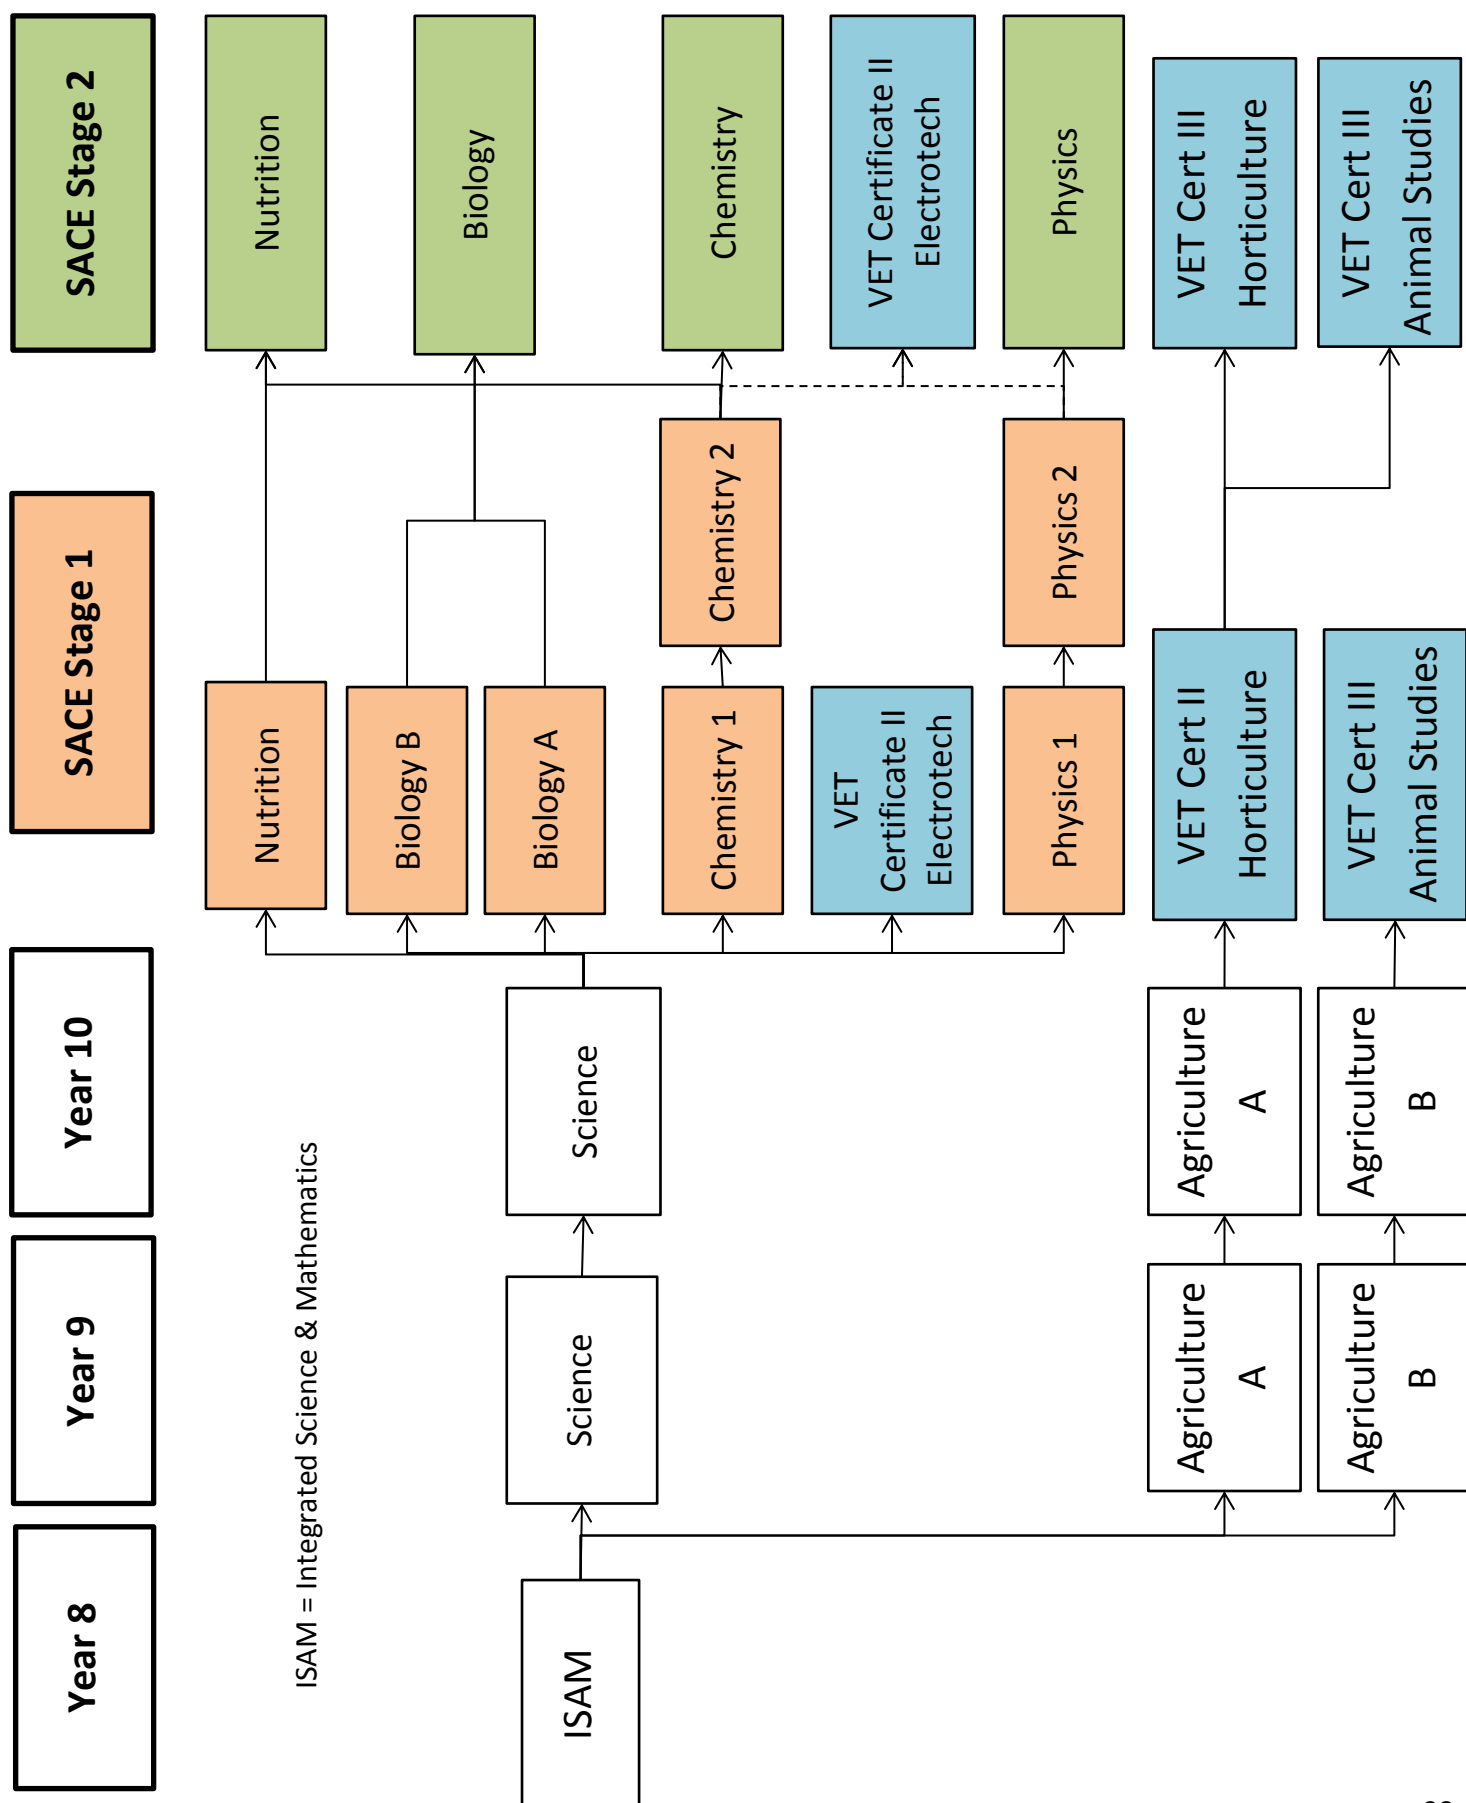 Year 8
Year 9
Year 10
SACE Stage 1
SACE Stage 2
Nutrition
Nutrition
Biology B
Biology
Biology A
ISAM = Integrated Science & Mathematics
ISAM
Science
Science
Chemistry 1
Chemistry 2
Chemistry
VET
Certificate II
Electrotech
VET Certificate II
Electrotech
Physics 1
Physics 2
Physics
Agriculture
A
Agriculture
A
VET Cert II
Horticulture
VET Cert III
Horticulture
Agriculture
B
Agriculture
B
VET Cert III
Animal Studies
VET Cert III
Animal Studies